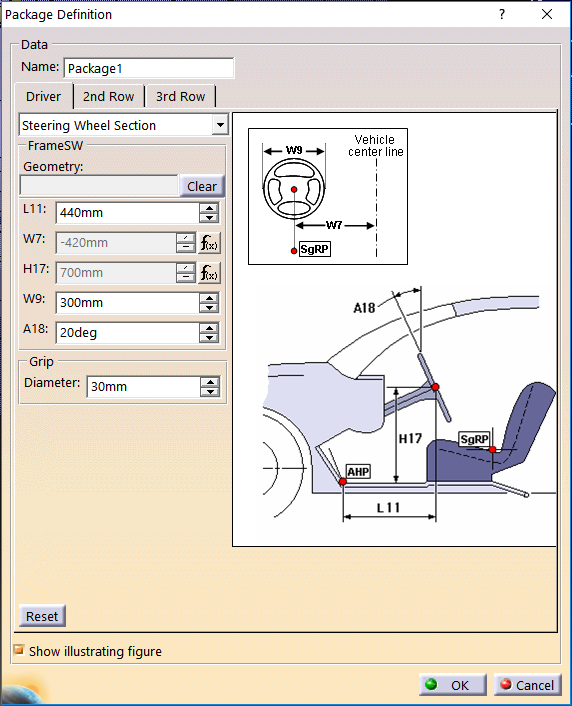 Package Definition
? ×
Data
Name: Package1
Driver 2nd Row 3rd Row
Steering Wheel Section
FrameSW
Geometry:
Clear
L11: 440mm
W7: -420mm f(x)
H17: 700mm f(x)
W9: 300mm
A18: 20deg
Grip
Diameter: 30mm
W9
Vehicle
center line
W7
SgRP
A18
H17
SgRP
AHP
L11
Reset
Show illustrating figure
OK Cancel